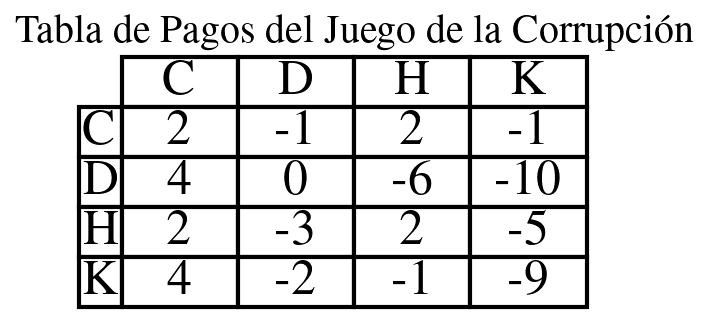 Tabla de Pagos del Juego de la Corrupción
C D H K
C 2 -1 2 -1
D 4 0 -6 -10
H 2 -3 2 -5
K 4 -2 -1 -9